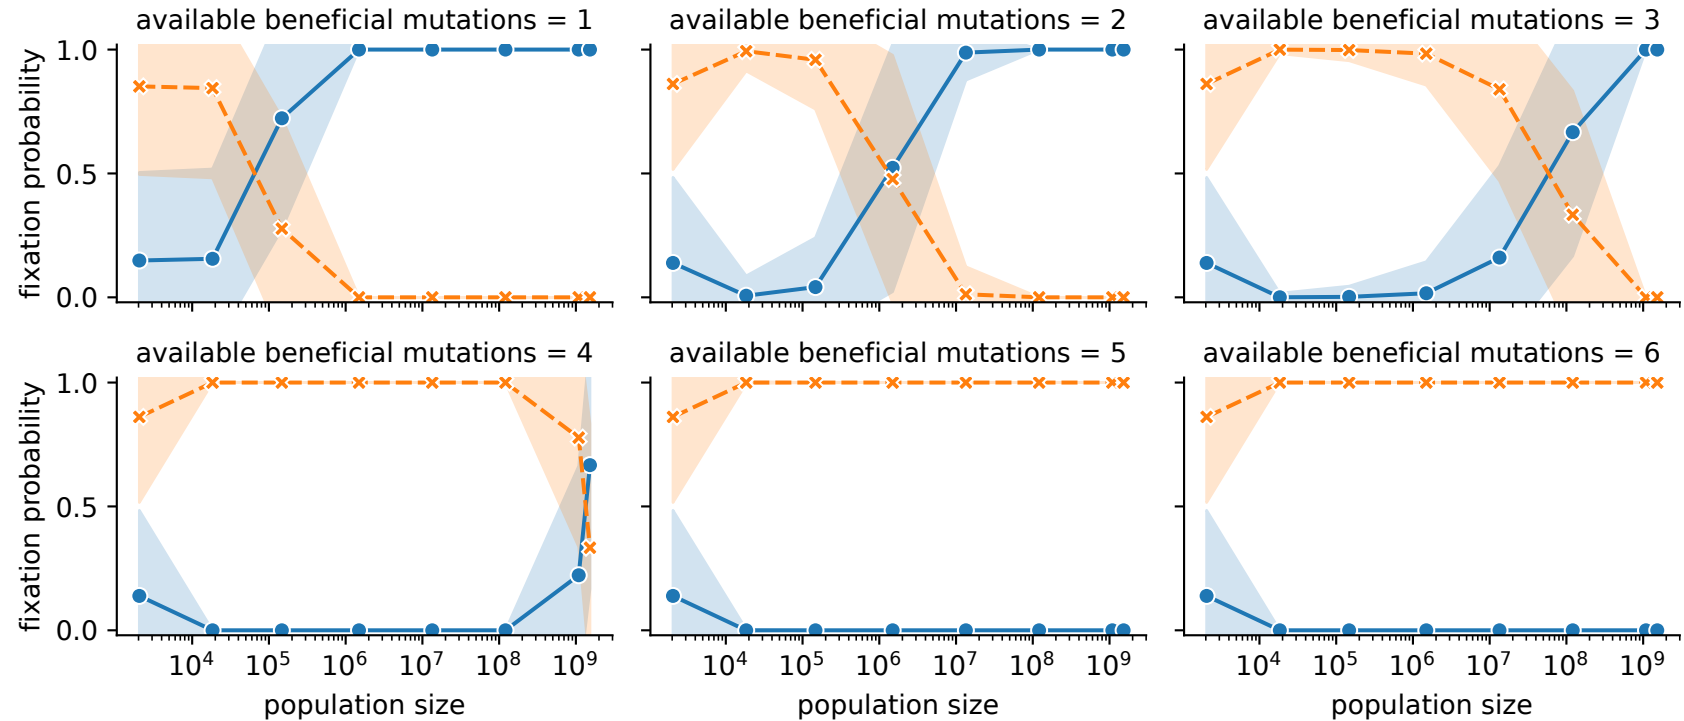 available beneficial mutations = 1
available beneficial mutations = 2
available beneficial mutations = 3
fixation probability
1.0
0.5
0.0
available beneficial mutations = 4
available beneficial mutations = 5
available beneficial mutations = 6
fixation probability
1.0
0.5
0.0
10⁴ 10⁵ 10⁶ 10⁷ 10⁸ 10⁹
10⁴ 10⁵ 10⁶ 10⁷ 10⁸ 10⁹
10⁴ 10⁵ 10⁶ 10⁷ 10⁸ 10⁹
population size
population size
population size